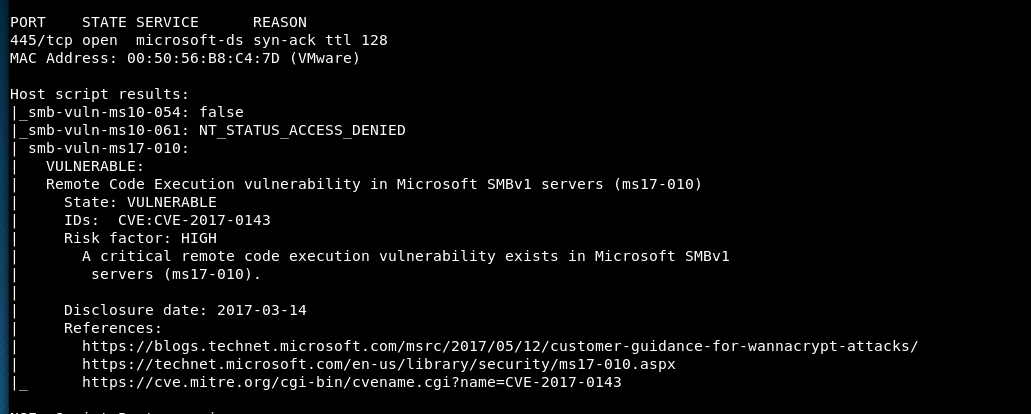 PORT    STATE SERVICE      REASON
445/tcp open  microsoft-ds syn-ack ttl 128
MAC Address: 00:50:56:B8:C4:7D (VMware)

Host script results:
|_smb-vuln-ms10-054: false
|_smb-vuln-ms10-061: NT_STATUS_ACCESS_DENIED
| smb-vuln-ms17-010:
|   VULNERABLE:
|   Remote Code Execution vulnerability in Microsoft SMBv1 servers (ms17-010)
|     State: VULNERABLE
|     IDs:  CVE:CVE-2017-0143
|     Risk factor: HIGH
|       A critical remote code execution vulnerability exists in Microsoft SMBv1
|        servers (ms17-010).
|
|     Disclosure date: 2017-03-14
|     References:
|       https://blogs.technet.microsoft.com/msrc/2017/05/12/customer-guidance-for-wannacrypt-attacks/
|       https://technet.microsoft.com/en-us/library/security/ms17-010.aspx
|_      https://cve.mitre.org/cgi-bin/cvename.cgi?name=CVE-2017-0143